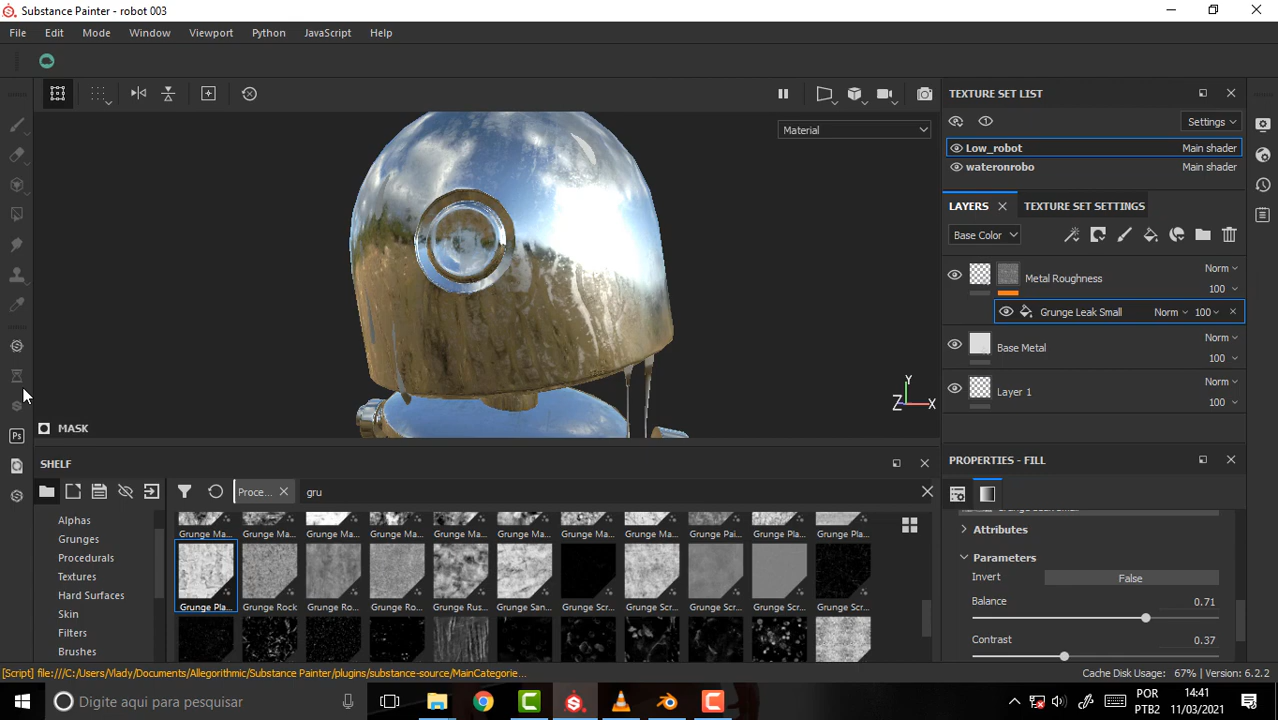 Substance Painter - robot 003
File Edit Mode Window Viewport Python JavaScript Help
Material
TEXTURE SET LIST
Settings
Low_robot Main shader
wateronrobo Main shader
LAYERS TEXTURE SET SETTINGS
Base Color
Metal Roughness Norm 100
Grunge Leak Small Norm 100
Base Metal Norm 100
Layer 1 Norm 100
Y
Z X
MASK
SHELF
Proce... gru
Alphas
Grunges
Procedurals
Textures
Hard Surfaces
Skin
Filters
Brushes
Grunge Ma... Grunge Ma... Grunge Ma... Grunge Ma... Grunge Ma... Grunge Ma... Grunge Ma... Grunge Ma... Grunge Pai... Grunge Pla... Grunge Pla...
Grunge Pla... Grunge Rock Grunge Ro... Grunge Ro... Grunge Rus... Grunge San... Grunge Scr... Grunge Scr... Grunge Scr... Grunge Scr... Grunge Scr...
PROPERTIES - FILL
Attributes
Parameters
Invert False
Balance 0.71
Contrast 0.37
[Script] file:///C:/Users/vlady/Documents/Allegorithmic/Substance Painter/plugins/substance-source/MainCategorie...
Cache Disk Usage: 67% | Version: 6.2.2
Ps
Digite aqui para pesquisar
POR
PTB2
14:41
11/03/2021